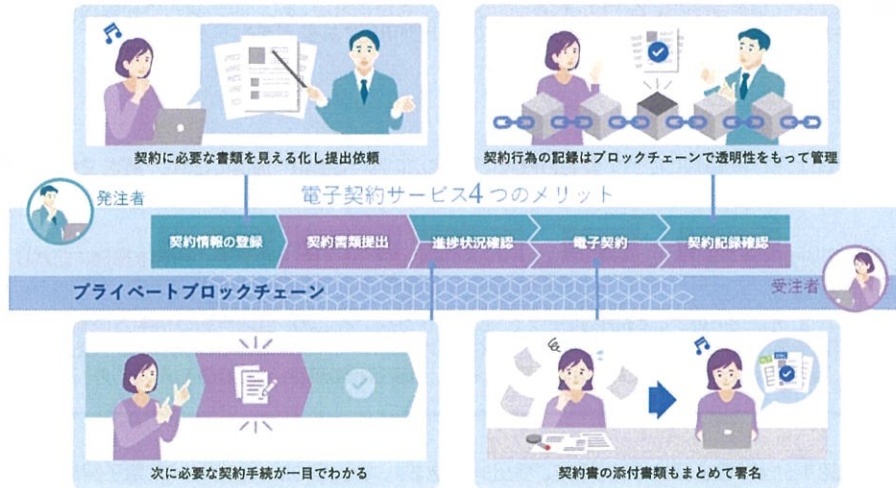 契約に必要な書類を見える化し提出依頼
契約行為の記録はブロックチェーンで透明性をもって管理
発注者
電子契約サービス4つのメリット
契約情報の登録
契約書類提出
進捗状況確認
電子契約
契約記録確認
プライベートブロックチェーン
受注者
次に必要な契約手続が一目でわかる
契約書の添付書類もまとめて署名